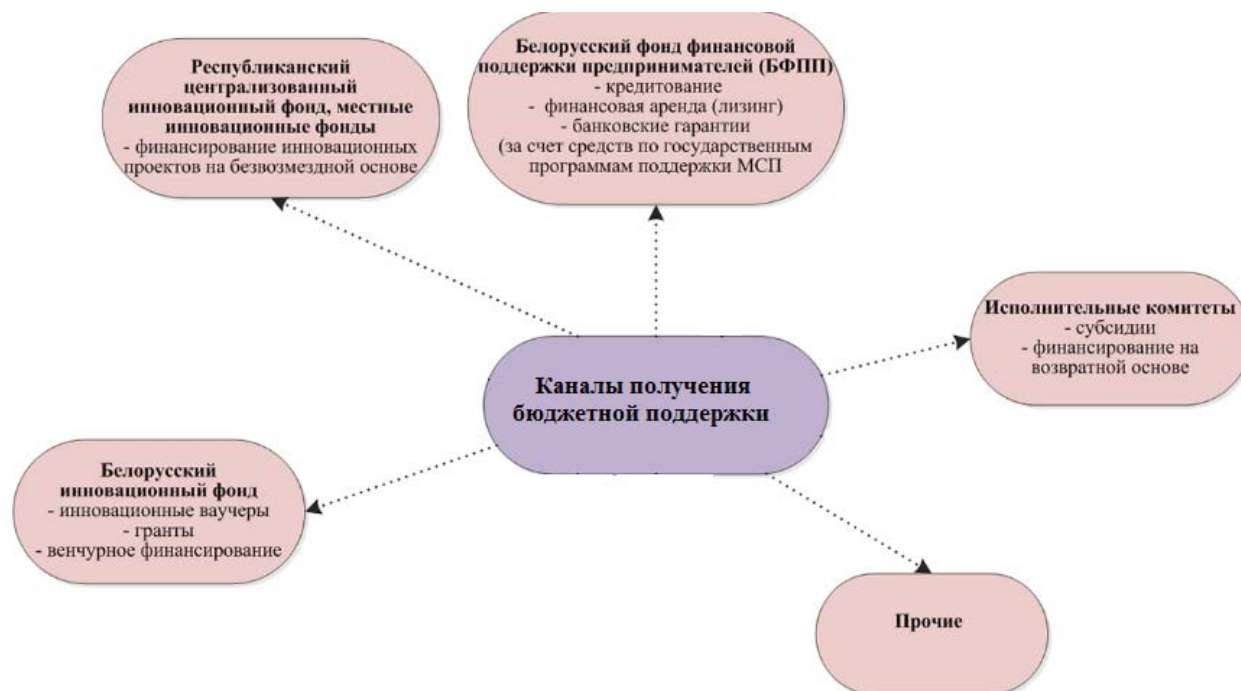 Республиканский
централизованный
инновационный фонд, местные
инновационные фонды
- финансирование инновационных
проектов на безвозмездной основе
Белорусский фонд финансовой
поддержки предпринимателей (БФПП)
- кредитование
- финансовая аренда (лизинг)
- банковские гарантии
(за счет средств по государственным
программам поддержки МСП
Исполнительные комитеты
- субсидии
- финансирование на
возвратной основе
Каналы получения
бюджетной поддержки
Белорусский
инновационный фонд
- инновационные ваучеры
- гранты
- венчурное финансирование
Прочие